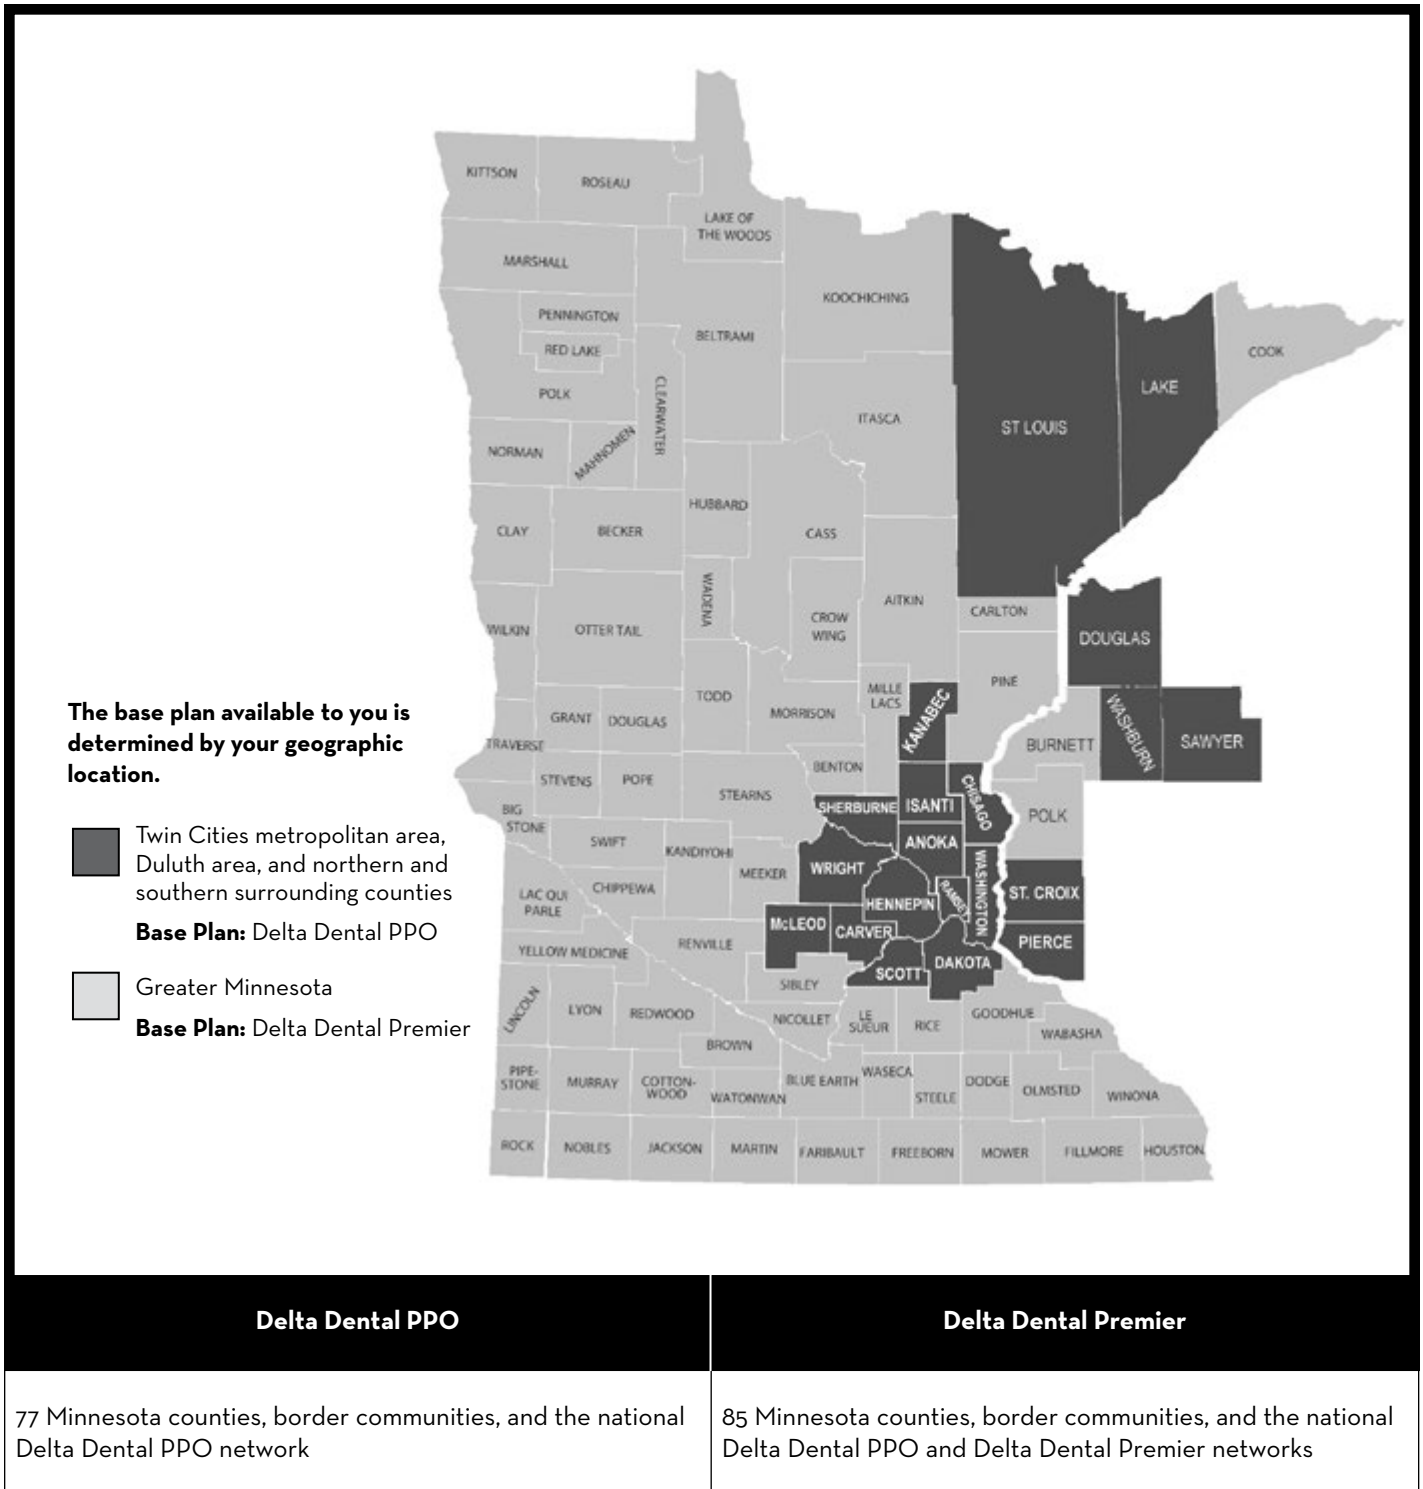 KITTSON
ROSEAU
LAKE OF
THE WOODS
MARSHALL
KOOCHICHING
PENNINGTON
RED LAKE
BELTRAMI
COOK
LAKE
POLK
CLEARWATER
ITASCA
ST LOUIS
NORMAN
MAHNOMEN
HUBBARD
CLAY
BECKER
CASS
WADENA
AITKIN
CARLTON
CROW
WING
WILKIN
OTTER TAIL
DOUGLAS
PINE
MILLE
LACS
TODD
MORRISON
KANABEC
GRANT
DOUGLAS
TRAVERSE
BURNETT
WASHBURN
SAWYER
BENTON
STEVENS
POPE
STEARNS
CHISAGO
SHERBURNE
ISANTI
BIG
STONE
POLK
SWIFT
KANDIYOHI
ANOKA
MEEKER
WRIGHT
WASHINGTON
CHIPPEWA
LAC QUI
PARLE
HENNEPIN
RAMSEY
ST. CROIX
McLEOD
CARVER
PIERCE
RENVILLE
YELLOW MEDICINE
DAKOTA
SCOTT
SIBLEY
LINCOLN
LYON
REDWOOD
NICOLLET
LE
SUEUR
RICE
GOODHUE
WABASHA
BROWN
PIPE-
STONE
MURRAY
COTTON-
WOOD
WATONWAN
BLUE EARTH
WASECA
STEELE
DODGE
OLMSTED
WINONA
ROCK
NOBLES
JACKSON
MARTIN
FARIBAULT
FREEBORN
MOWER
FILLMORE
HOUSTON
The base plan available to you is
determined by your geographic
location.
Twin Cities metropolitan area,
Duluth area, and northern and
southern surrounding counties
Base Plan: Delta Dental PPO
Greater Minnesota
Base Plan: Delta Dental Premier
Delta Dental PPO
Delta Dental Premier
77 Minnesota counties, border communities, and the national
Delta Dental PPO network
85 Minnesota counties, border communities, and the national
Delta Dental PPO and Delta Dental Premier networks